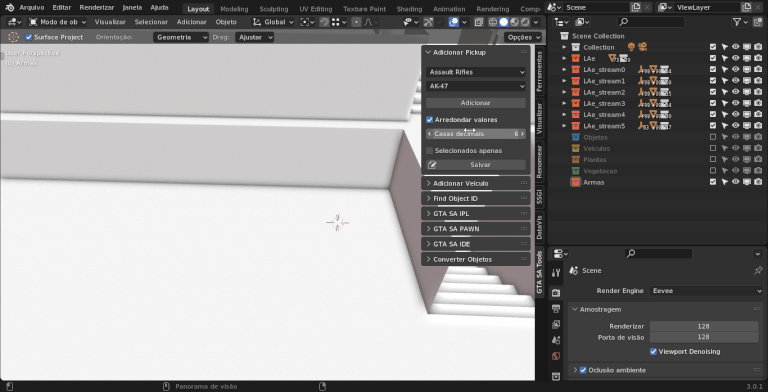 Arquivo Editar Renderizar Janela Ajuda Layout Modeling Sculpting UV Editing Texture Paint Shading Animation Rendering Comp Scene ViewLayer
Modo de ob Visualizar Selecionar Adicionar Objeto Global Opções
Surface Project Orientação: Geometria Drag: Ajustar
User Perspective
(0) Armas
Adicionar Pickup
Assault Rifles
AK-47
Adicionar
Arredondar valores
Casas decimais 6
Selecionados apenas
Salvar
Adicionar Veiculo
Find Object ID
GTA SA IPL
GTA SA PAWN
GTA SA IDE
Converter Objetos
Ferramentas
Visualizar
Renomear
SSGI
DataVis
GTA SA Tools
Scene Collection
Collection
LAe
LAe_stream0
LAe_stream1
LAe_stream2
LAe_stream3
LAe_stream4
LAe_stream5
Objetos
Veiculos
Plantas
Vegetacao
Armas
Scene
Render Engine Eevee
Amostragem
Renderizar 128
Porta de visão 128
Viewport Denoising
Oclusão ambiente
Panorama de visão
3.0.1